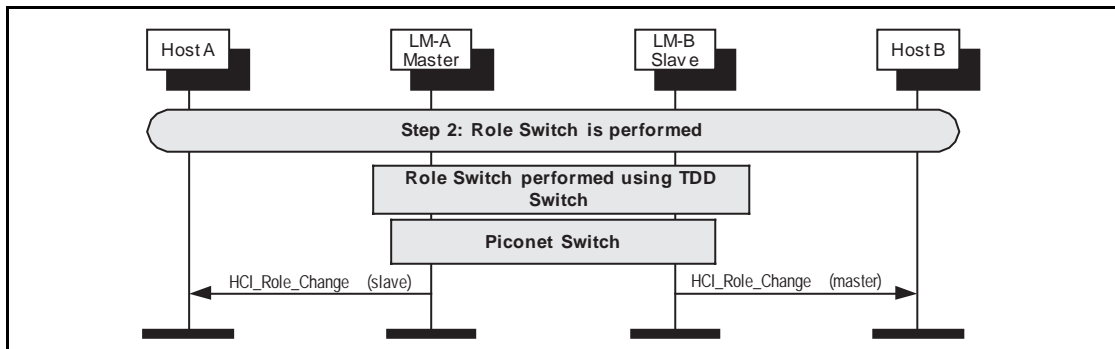 Host A
LM-A
Master
LM-B
Slave
Host B
Step 2: Role Switch is performed
Role Switch performed using TDD
Switch
Piconet Switch
HCI_Role_Change (slave)
HCI_Role_Change (master)